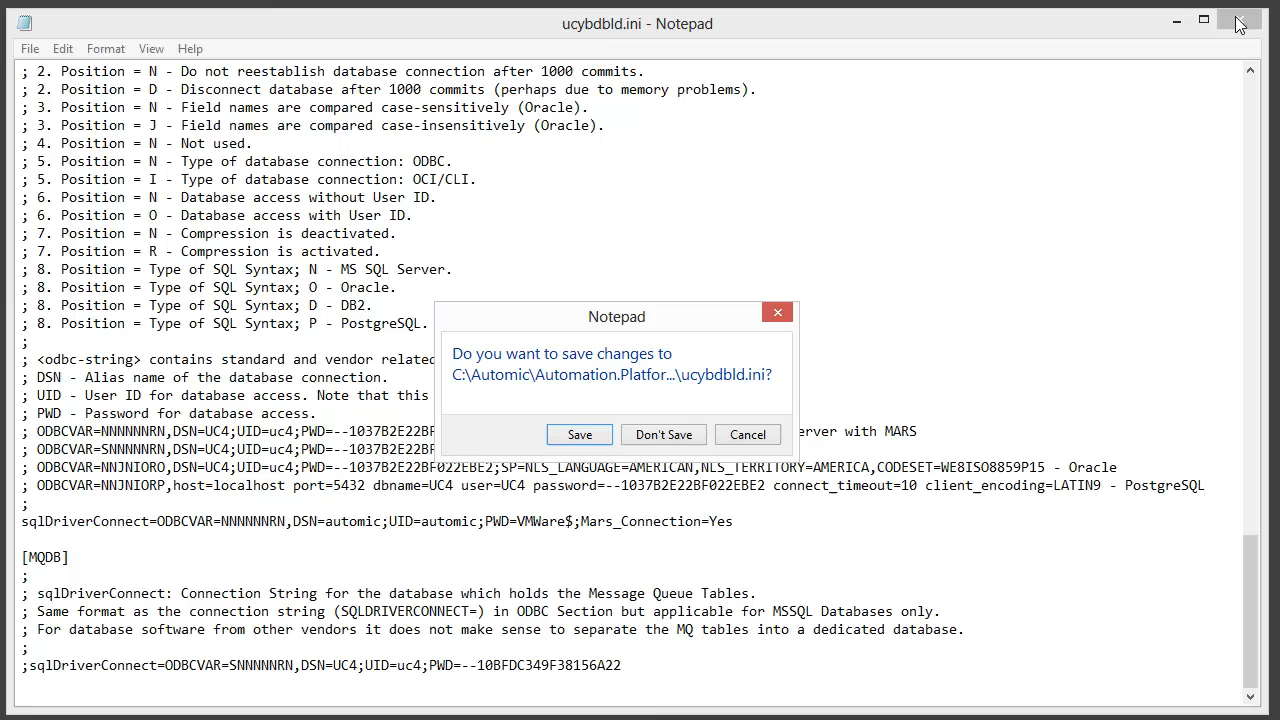 ucybdbld.ini - Notepad
File Edit Format View Help
; 2. Position = N - Do not reestablish database connection after 1000 commits.
; 2. Position = D - Disconnect database after 1000 commits (perhaps due to memory problems).
; 3. Position = N - Field names are compared case-sensitively (Oracle).
; 3. Position = J - Field names are compared case-insensitively (Oracle).
; 4. Position = N - Not used.
; 5. Position = N - Type of database connection: ODBC.
; 5. Position = I - Type of database connection: OCI/CLI.
; 6. Position = N - Database access without User ID.
; 6. Position = O - Database access with User ID.
; 7. Position = N - Compression is deactivated.
; 7. Position = R - Compression is activated.
; 8. Position = Type of SQL Syntax; N - MS SQL Server.
; 8. Position = Type of SQL Syntax; O - Oracle.
; 8. Position = Type of SQL Syntax; D - DB2.
; 8. Position = Type of SQL Syntax; P - PostgreSQL.
;
; <odbc-string> contains standard and vendor related
; DSN - Alias name of the database connection.
; UID - User ID for database access. Note that this
; PWD - Password for database access.
; ODBCVAR=NNNNNNRN,DSN=UC4;UID=uc4;PWD=--1037B2E22BF erver with MARS
; ODBCVAR=SNNNNNRN,DSN=UC4;UID=uc4;PWD=--1037B2E22BF
; ODBCVAR=NNJNIORO,DSN=UC4;UID=uc4;PWD=--1037B2E22BF022EBE2;SP=NLS_LANGUAGE=AMERICAN,NLS_TERRITORY=AMERICA,CODESET=WE8ISO8859P15 - Oracle
; ODBCVAR=NNJNIORP,host=localhost port=5432 dbname=UC4 user=UC4 password=--1037B2E22BF022EBE2 connect_timeout=10 client_encoding=LATIN9 - PostgreSQL
;
sqlDriverConnect=ODBCVAR=NNNNNNRN,DSN=automic;UID=automic;PWD=VMWare$;Mars_Connection=Yes
[MQDB]
;
; sqlDriverConnect: Connection String for the database which holds the Message Queue Tables.
; Same format as the connection string (SQLDRIVERCONNECT=) in ODBC Section but applicable for MSSQL Databases only.
; For database software from other vendors it does not make sense to separate the MQ tables into a dedicated database.
;
;sqlDriverConnect=ODBCVAR=SNNNNNRN,DSN=UC4;UID=uc4;PWD=--10BFDC349F38156A22
Notepad
Do you want to save changes to
C:\Automic\Automation.Platfor...\ucybdbld.ini?
Save Don't Save Cancel